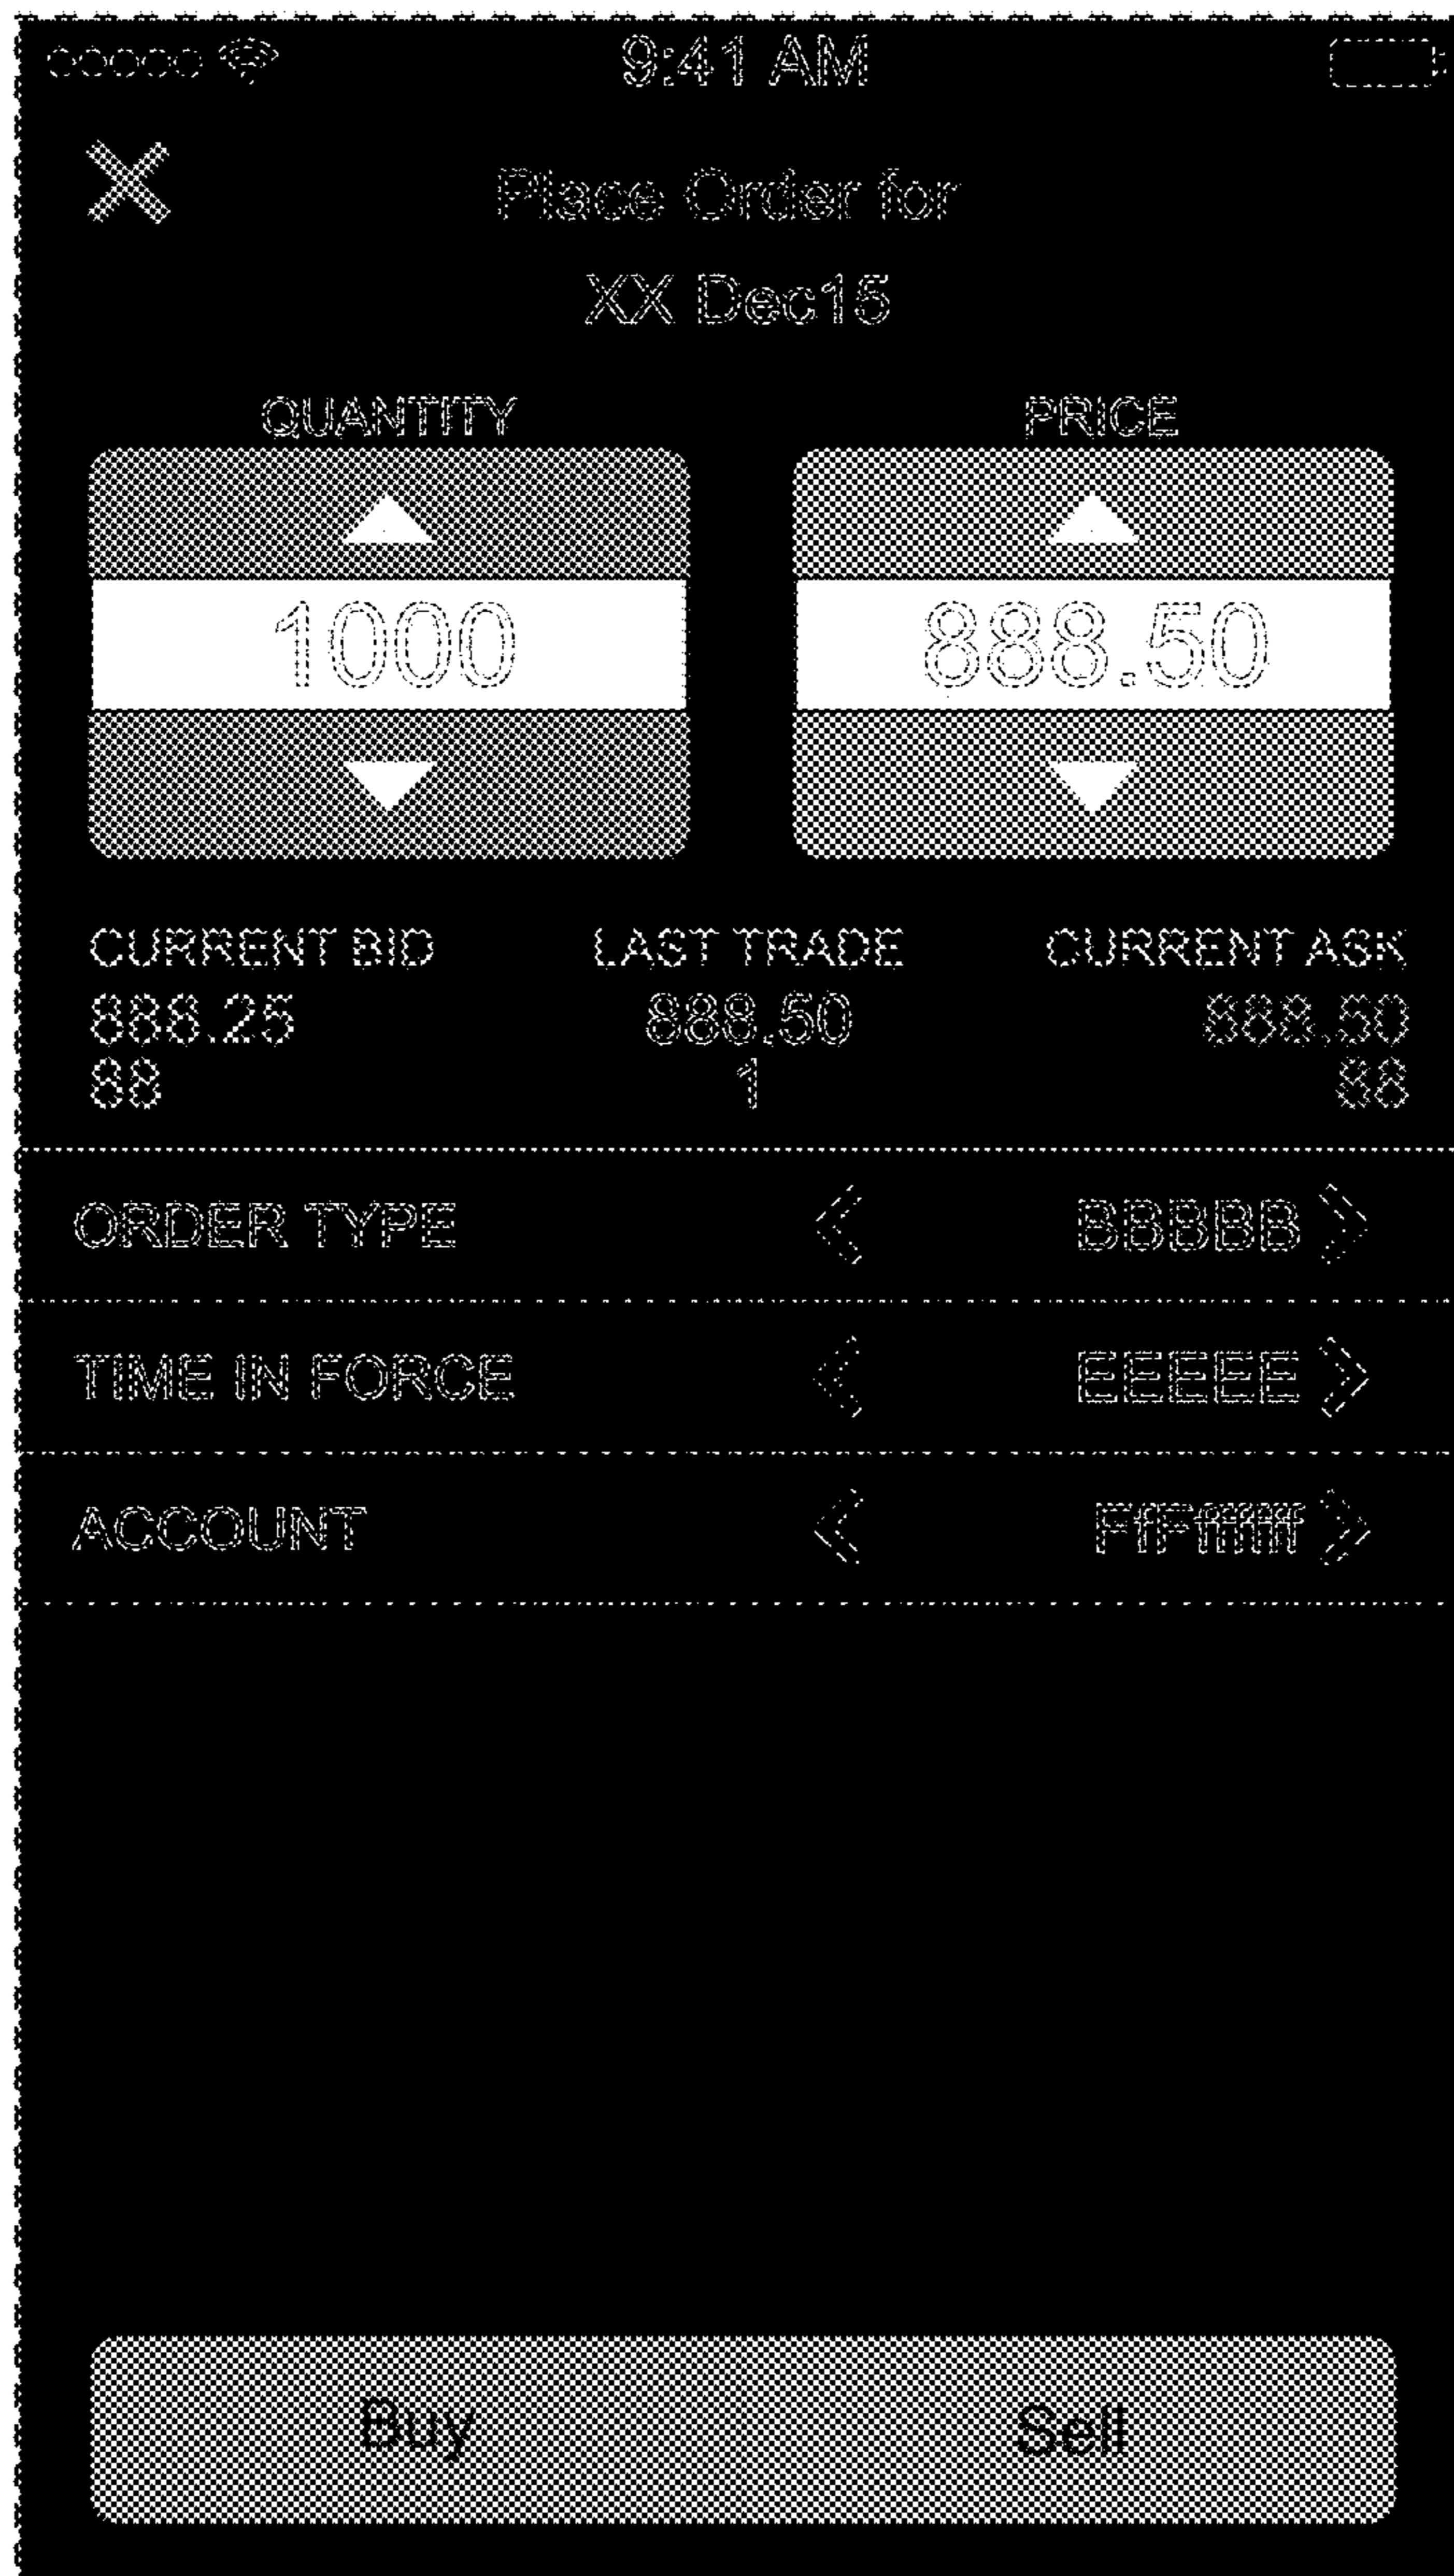 9:41 AM
Place Order for
XX Dec15
QUANTITY PRICE
1000 888.50
CURRENT BID LAST TRADE CURRENT ASK
888.25 888.50 888.50
88 1 88
ORDER TYPE BBBBB
TIME IN FORCE EEEEE
ACCOUNT
Buy Sell